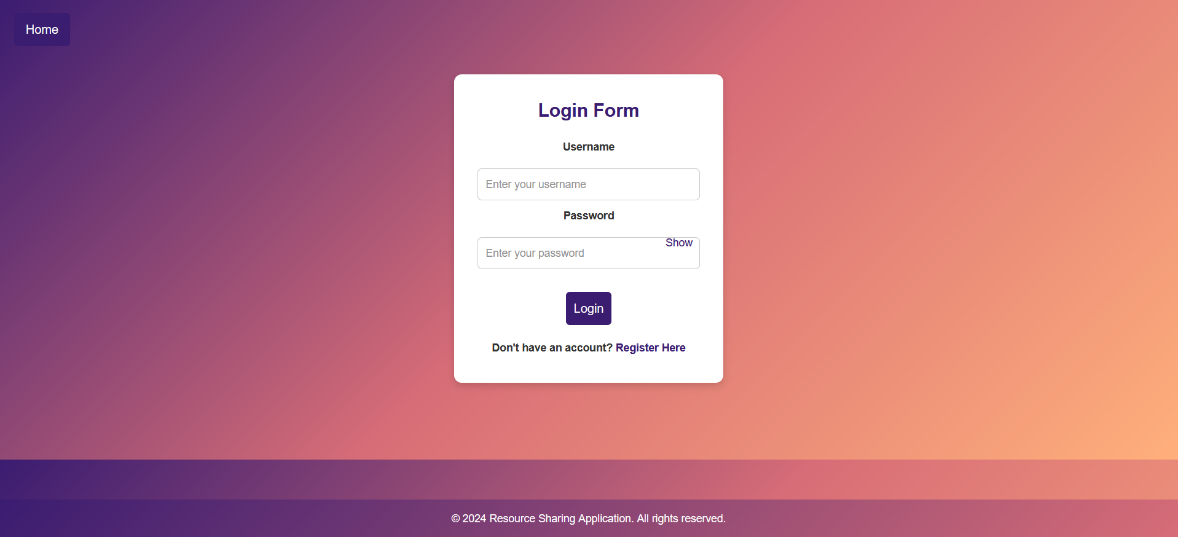 Home
Login Form
Username
Enter your username
Password
Show
Enter your password
Login
Don't have an account? Register Here
© 2024 Resource Sharing Application. All rights reserved.